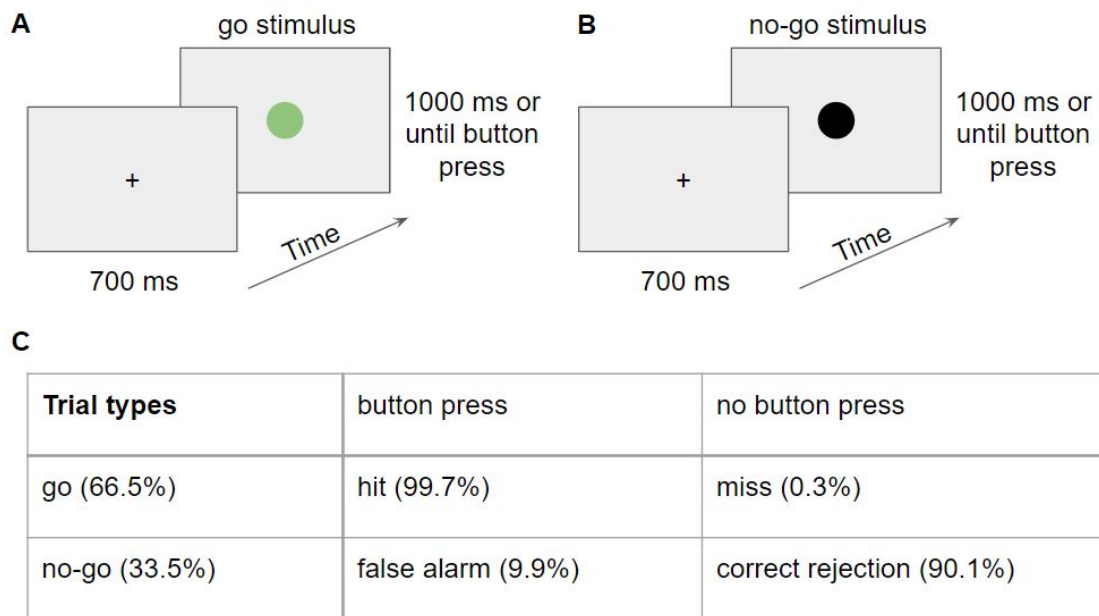 A
go stimulus
1000 ms or
until button
press
+
Time
700 ms
B
no-go stimulus
1000 ms or
until button
press
+
Time
700 ms
C
Trial types button press no button press
go (66.5%) hit (99.7%) miss (0.3%)
no-go (33.5%) false alarm (9.9%) correct rejection (90.1%)